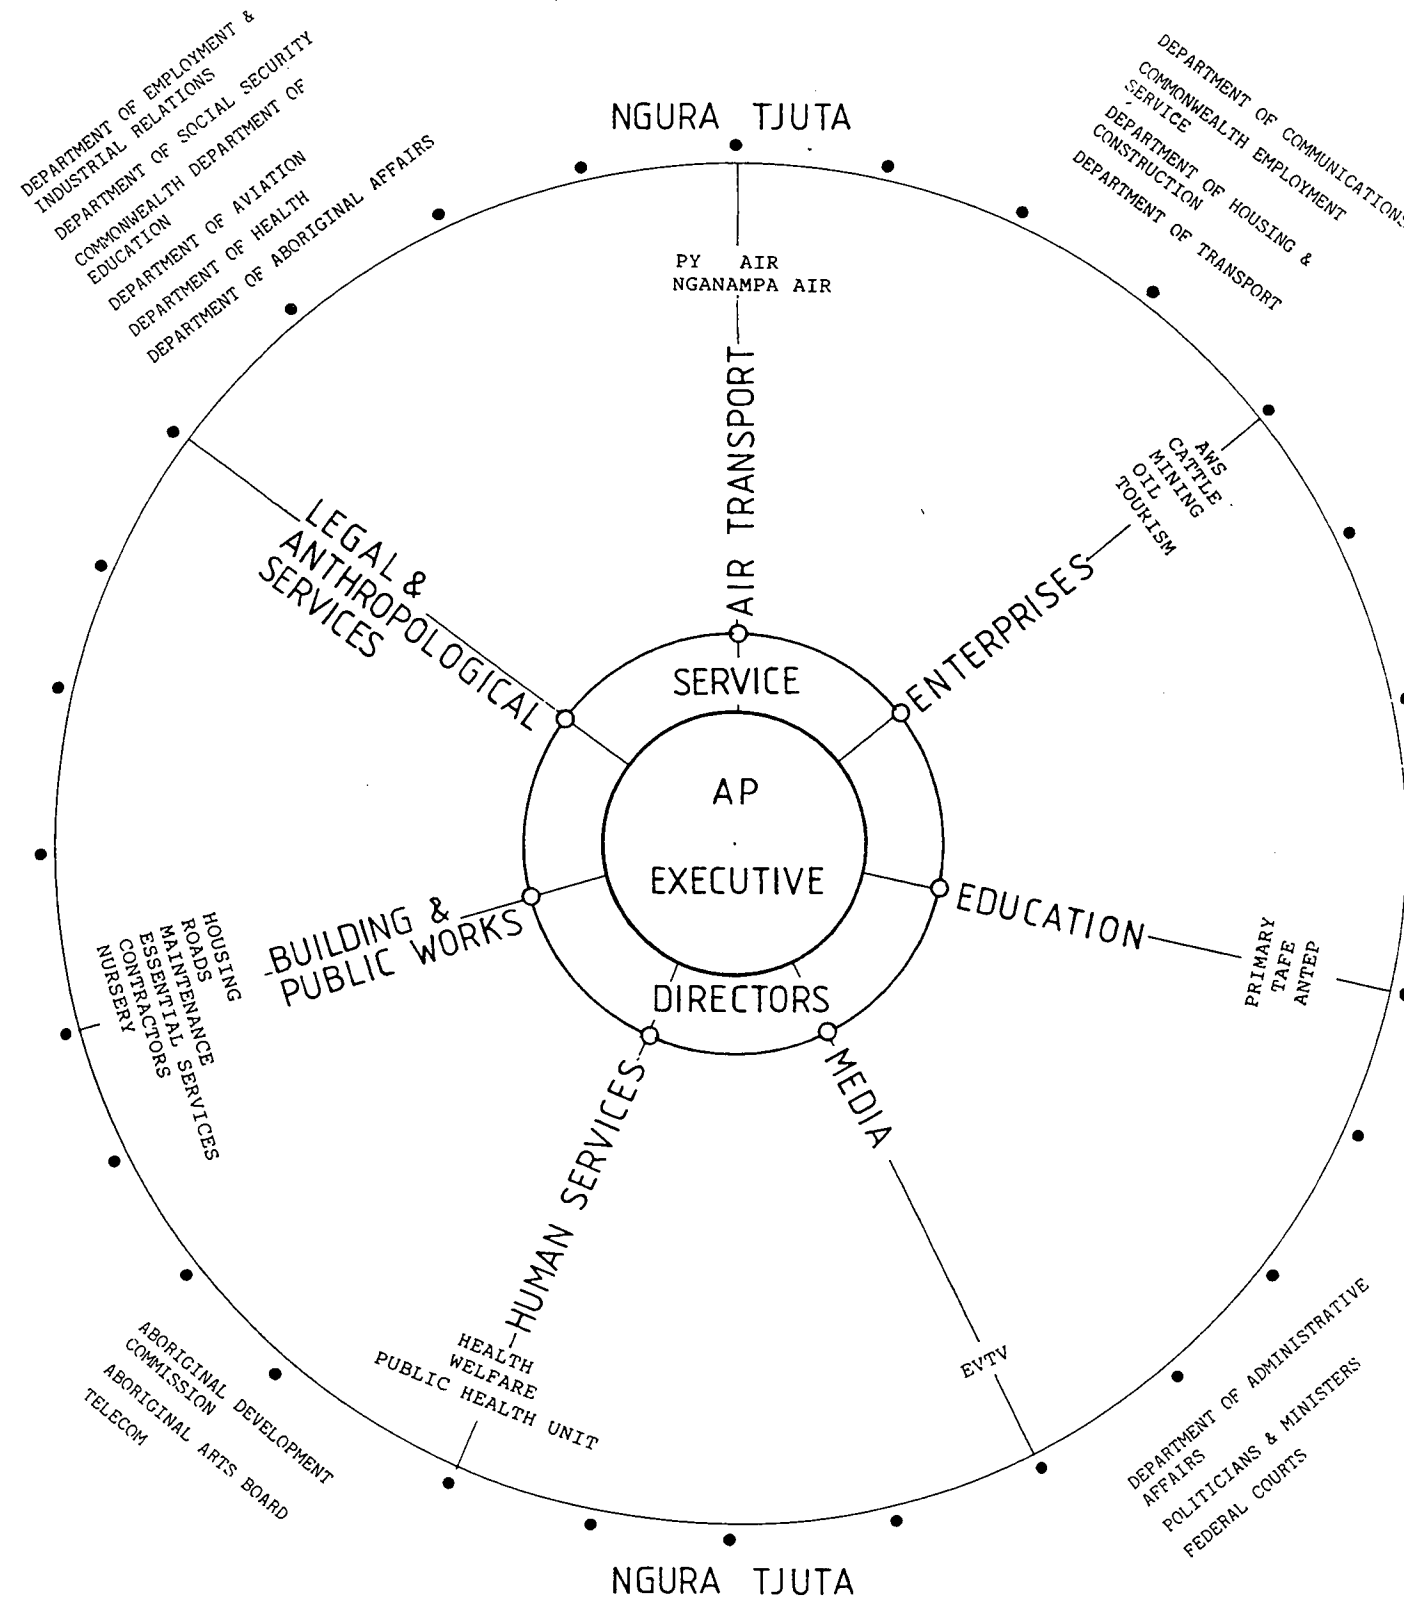 DEPARTMENT OF EMPLOYMENT &
INDUSTRIAL RELATIONS
DEPARTMENT OF SOCIAL SECURITY
COMMONWEALTH DEPARTMENT OF
EDUCATION
DEPARTMENT OF AVIATION
DEPARTMENT OF HEALTH
DEPARTMENT OF ABORIGINAL AFFAIRS
NGURA TJUTA
DEPARTMENT OF COMMUNICATIONS
COMMONWEALTH EMPLOYMENT
SERVICE
DEPARTMENT OF HOUSING &
CONSTRUCTION
DEPARTMENT OF TRANSPORT
PY AIR
NGANAMPA AIR
AIR TRANSPORT
AWS
CATTLE
MINING
OIL
TOURISM
ENTERPRISES
LEGAL &
ANTHROPOLOGICAL
SERVICES
SERVICE
AP
EXECUTIVE
DIRECTORS
EDUCATION
PRIMARY
TAFE
ANTEP
BUILDING &
PUBLIC WORKS
HOUSING
ROADS
MAINTENANCE
ESSENTIAL SERVICES
CONTRACTORS
NURSERY
MEDIA
EVTV
HUMAN SERVICES
HEALTH
WELFARE
PUBLIC HEALTH UNIT
ABORIGINAL DEVELOPMENT
COMMISSION
ABORIGINAL ARTS BOARD
TELECOM
DEPARTMENT OF ADMINISTRATIVE
AFFAIRS
POLITICIANS & MINISTERS
FEDERAL COURTS
NGURA TJUTA